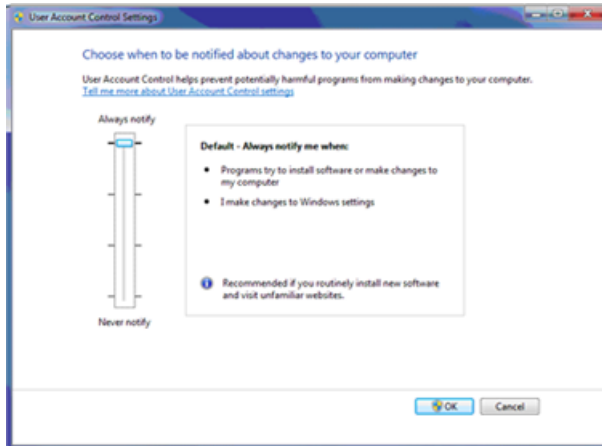 User Account Control Settings
Choose when to be notified about changes to your computer
User Account Control helps prevent potentially harmful programs from making changes to your computer.
Tell me more about User Account Control settings
Always notify
Default - Always notify me when:
• Programs try to install software or make changes to
my computer
• I make changes to Windows settings
Recommended if you routinely install new software
and visit unfamiliar websites.
Never notify
OK
Cancel